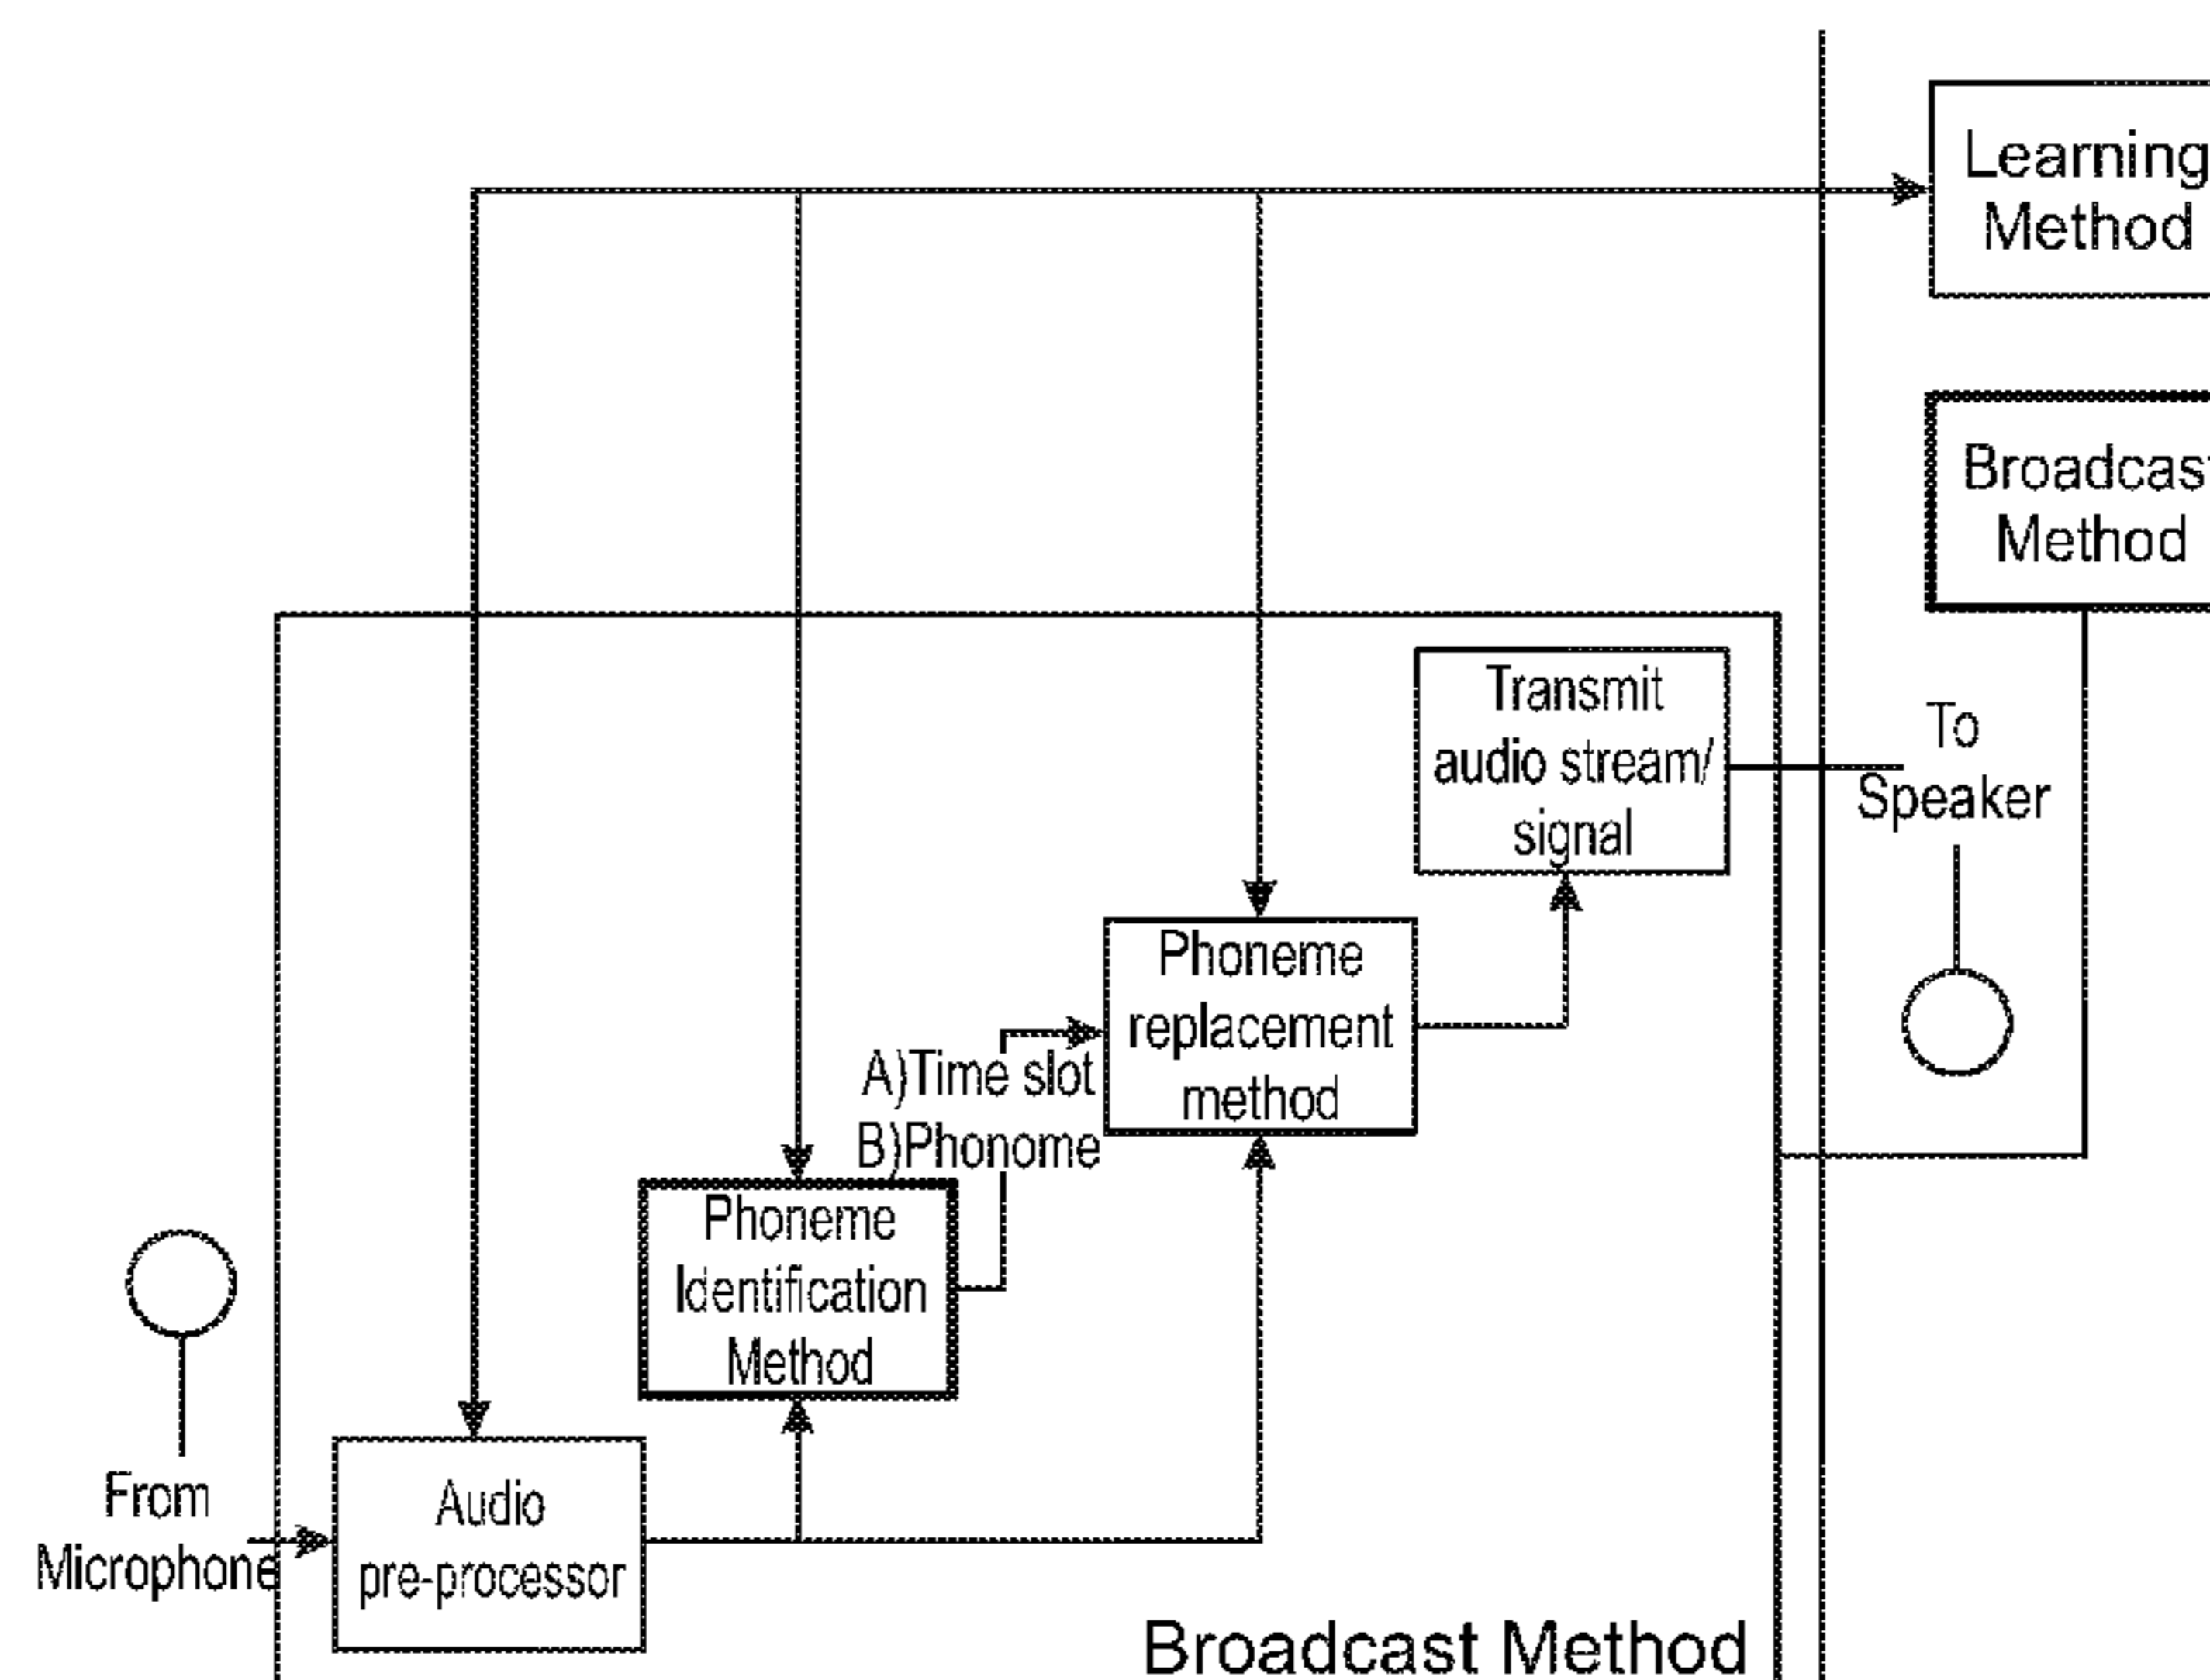 Learning
Method
Broadcast
Method
Transmit
audio stream/
signal
To
Speaker
Phoneme
replacement
method
A)Time slot
B)Phonome
Phoneme
Identification
Method
From
Microphone
Audio
pre-processor
Broadcast Method